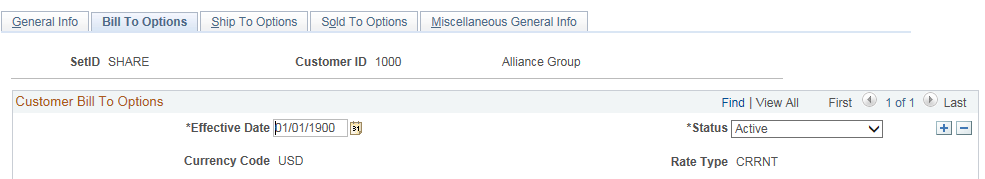 General Info Bill To Options Ship To Options Sold To Options Miscellaneous General Info
SetID SHARE Customer ID 1000 Alliance Group
Customer Bill To Options Find | View All First 1 of 1 Last
*Effective Date 01/01/1900 31 *Status Active
Currency Code USD Rate Type CRRNT